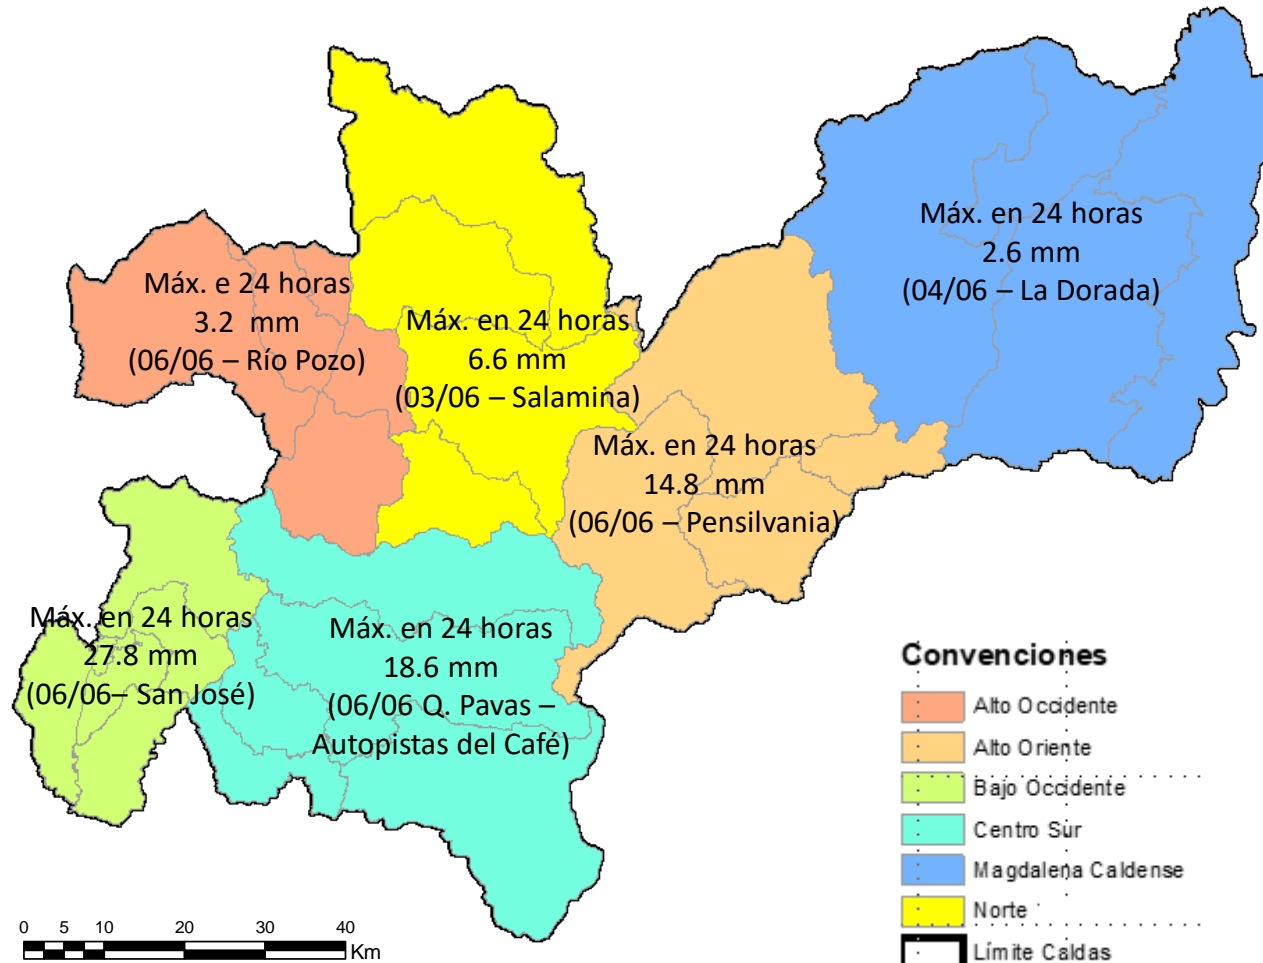 Máx. en 24 horas
2.6 mm
(04/06 – La Dorada)
Máx. e 24 horas
3.2 mm
(06/06 – Río Pozo)
Máx. en 24 horas
6.6 mm
(03/06 – Salamina)
Máx. en 24 horas
14.8 mm
(06/06 – Pensilvania)
Máx. en 24 horas
27.8 mm
(06/06– San José)
Máx. en 24 horas
18.6 mm
(06/06 Q. Pavas –
Autopistas del Café)
Convenciones
Alto Occidente
Alto Oriente
Bajo Occidente
Centro Sur
Magdalena Caldense
Norte
Límite Caldas
0 5 10 20 30 40
Km